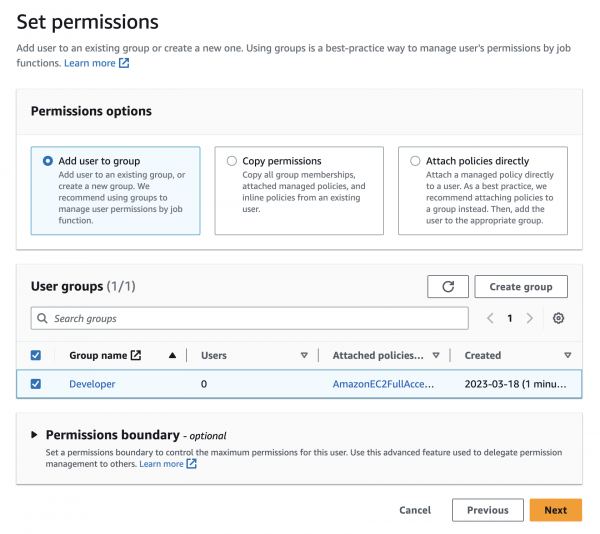 Set permissions
Add user to an existing group or create a new one. Using groups is a best-practice way to manage user's permissions by job
functions. Learn more
Permissions options
Add user to group
Add user to an existing group, or
create a new group. We
recommend using groups to
manage user permissions by job
function.
Copy permissions
Copy all group memberships,
attached managed policies, and
inline policies from an existing
user.
Attach policies directly
Attach a managed policy directly
to a user. As a best practice, we
recommend attaching policies to
a group instead. Then, add the
user to the appropriate group.
User groups (1/1)
Create group
Search groups
1
Group name Users Attached policies... Created
Developer 0 AmazonEC2FullAcce... 2023-03-18 (1 minu...
Permissions boundary - optional
Set a permissions boundary to control the maximum permissions for this user. Use this advanced feature used to delegate permission
management to others. Learn more
Cancel Previous Next